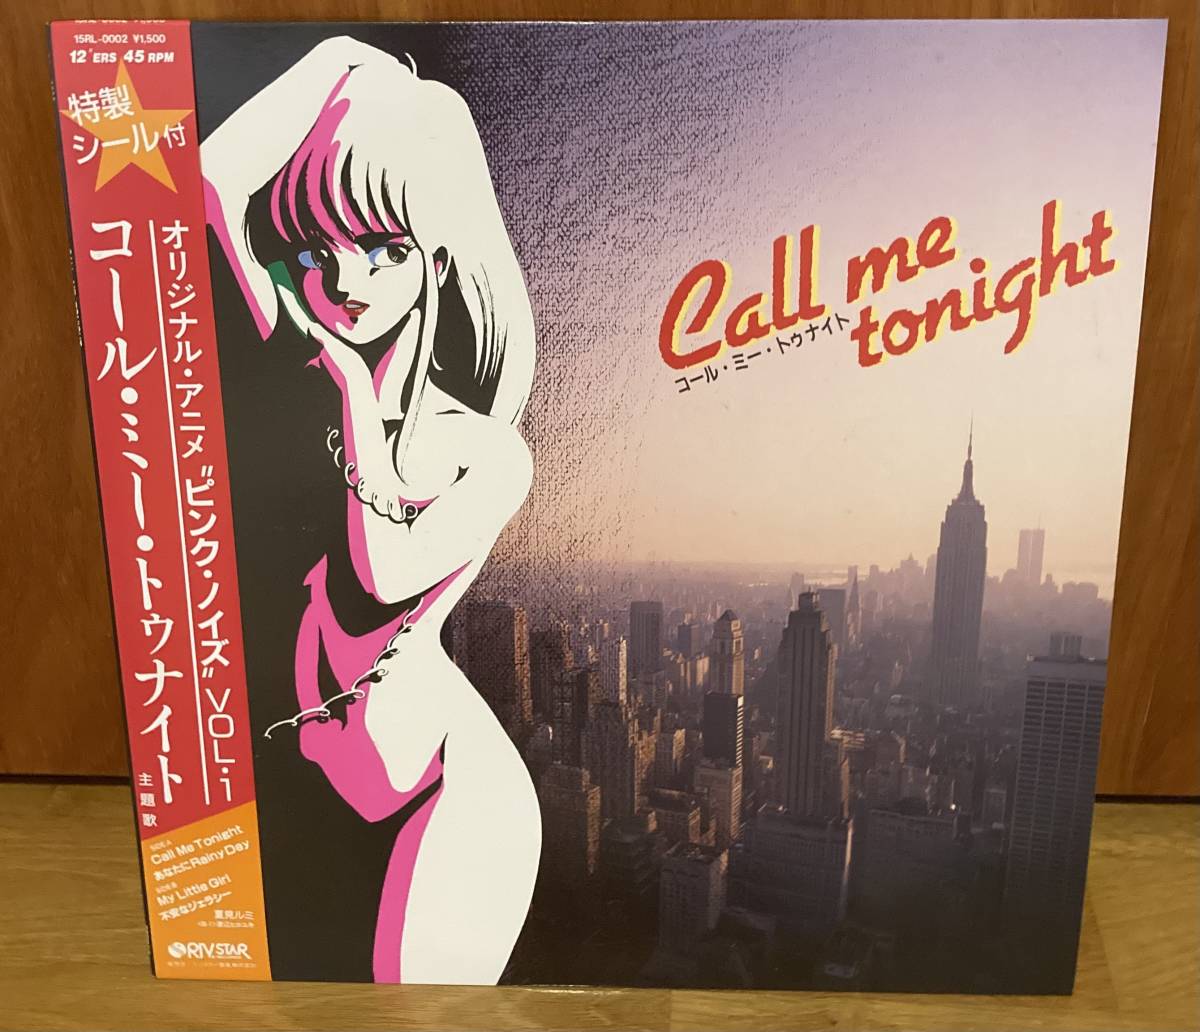 15RL-0002 ¥1,500
12"ERS 45 RPM
特製
シール付
オリジナル・アニメ"ピンク・ノイズ"VOL・i
コール・ミー・トゥナイト
主題歌
SIDE A
Call Me Tonight
あなたにRainy Day
SIDE B
My Little Girl
不安なジェラシー
夏見ルミ
RIV STAR
Call me
tonight
コール・ミー・トゥナイト